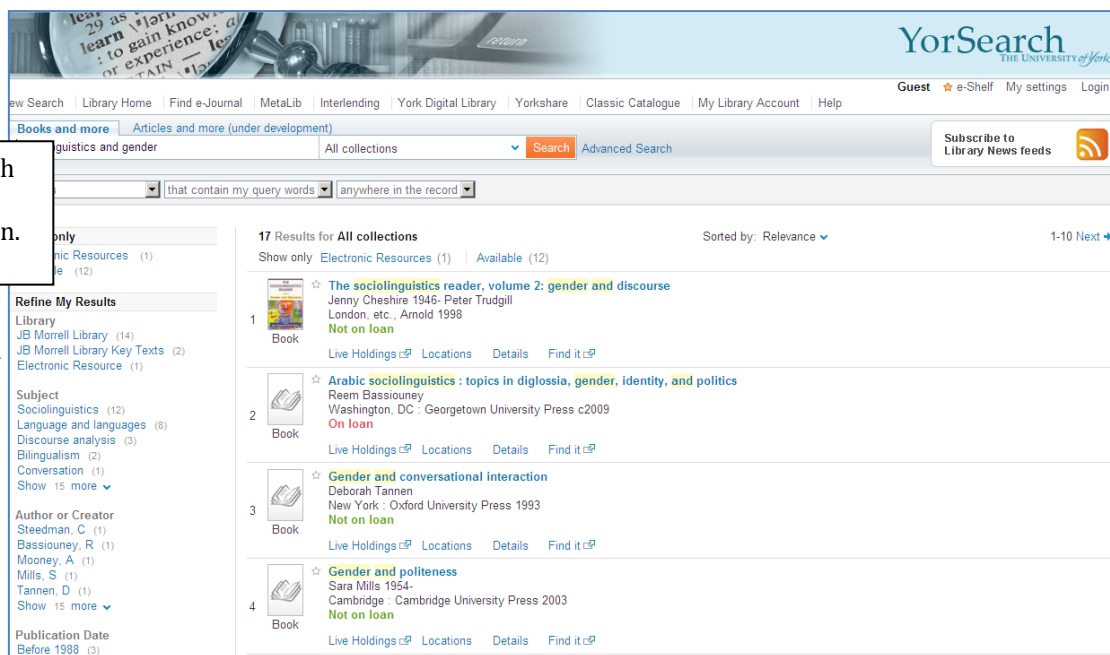 29 as
learn \'lərn
: to gain know
or experience:
YorSearch
THE UNIVERSITY of York
return
Guest e-Shelf My settings Login
ew Search Library Home Find e-Journal MetaLib Interlending York Digital Library Yorkshare Classic Catalogue My Library Account Help
Books and more Articles and more (under development)
guistics and gender All collections Search Advanced Search
Subscribe to
Library News feeds
h
n.
that contain my query words anywhere in the record
only
nic Resources (1)
le (12)
Refine My Results
Library
JB Morrell Library (14)
JB Morrell Library Key Texts (2)
Electronic Resource (1)
Subject
Sociolinguistics (12)
Language and languages (8)
Discourse analysis (3)
Bilingualism (2)
Conversation (1)
Show 15 more
Author or Creator
Steedman, C (1)
Bassiouney, R (1)
Mooney, A (1)
Mills, S (1)
Tannen, D (1)
Show 15 more
Publication Date
Before 1988 (3)
17 Results for All collections Sorted by: Relevance 1-10 Next
Show only Electronic Resources (1) Available (12)
1
Book
The sociolinguistics reader, volume 2: gender and discourse
Jenny Cheshire 1946- Peter Trudgill
London, etc., Arnold 1998
Not on loan
Live Holdings Locations Details Find it
2
Book
Arabic sociolinguistics : topics in diglossia, gender, identity, and politics
Reem Bassiouney
Washington, DC : Georgetown University Press c2009
On loan
Live Holdings Locations Details Find it
3
Book
Gender and conversational interaction
Deborah Tannen
New York : Oxford University Press 1993
Not on loan
Live Holdings Locations Details Find it
4
Book
Gender and politeness
Sara Mills 1954-
Cambridge : Cambridge University Press 2003
Not on loan
Live Holdings Locations Details Find it